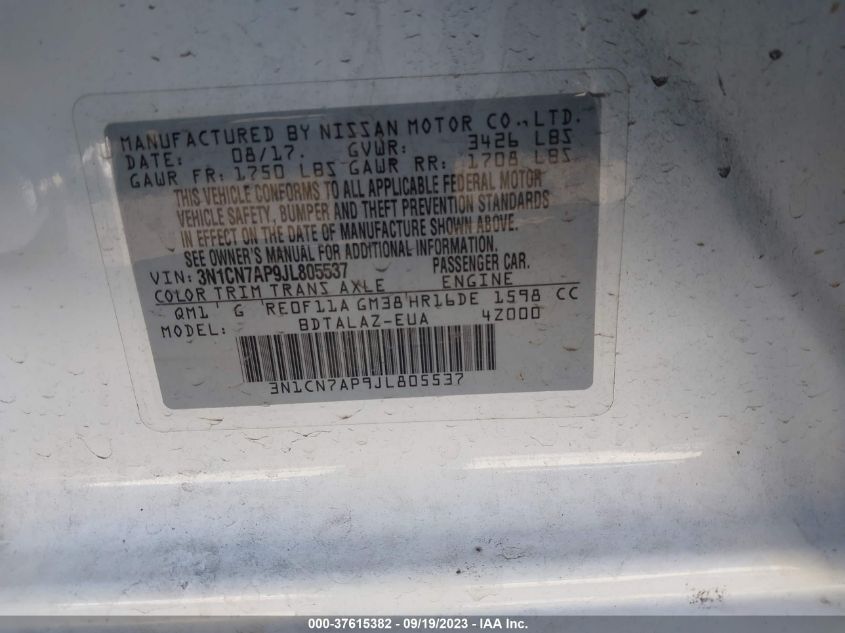 MANUFACTURED BY NISSAN MOTOR CO., LTD.
DATE: 08/17. GVWR: 3426 LBS
GAWR FR: 1750 LBS GAWR RR: 1708 LBS
THIS VEHICLE CONFORMS TO ALL APPLICABLE FEDERAL MOTOR
VEHICLE SAFETY, BUMPER AND THEFT PREVENTION STANDARDS
IN EFFECT ON THE DATE OF MANUFACTURE SHOWN ABOVE.
SEE OWNER'S MANUAL FOR ADDITIONAL INFORMATION.
VIN: 3N1CN7AP9JL805537 PASSENGER CAR.
COLOR TRIM TRANS AXLE ENGINE
QM1 G RE0F11A GM38 HR16DE 1598 CC
MODEL: BDTALAZ-EUA 4Z000
3N1CN7AP9JL805537
000-37615382 - 09/19/2023 - IAA Inc.